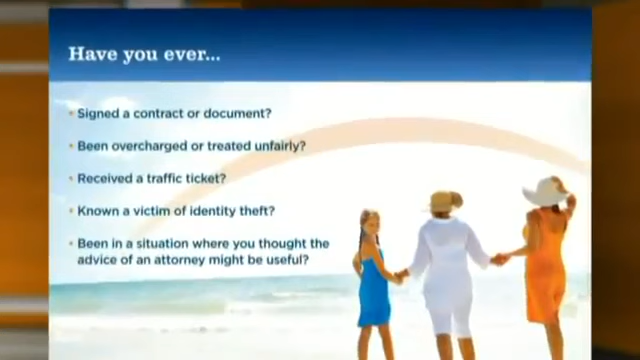 Have you ever...
• Signed a contract or document?
• Been overcharged or treated unfairly?
• Received a traffic ticket?
• Known a victim of identity theft?
• Been in a situation where you thought the
advice of an attorney might be useful?